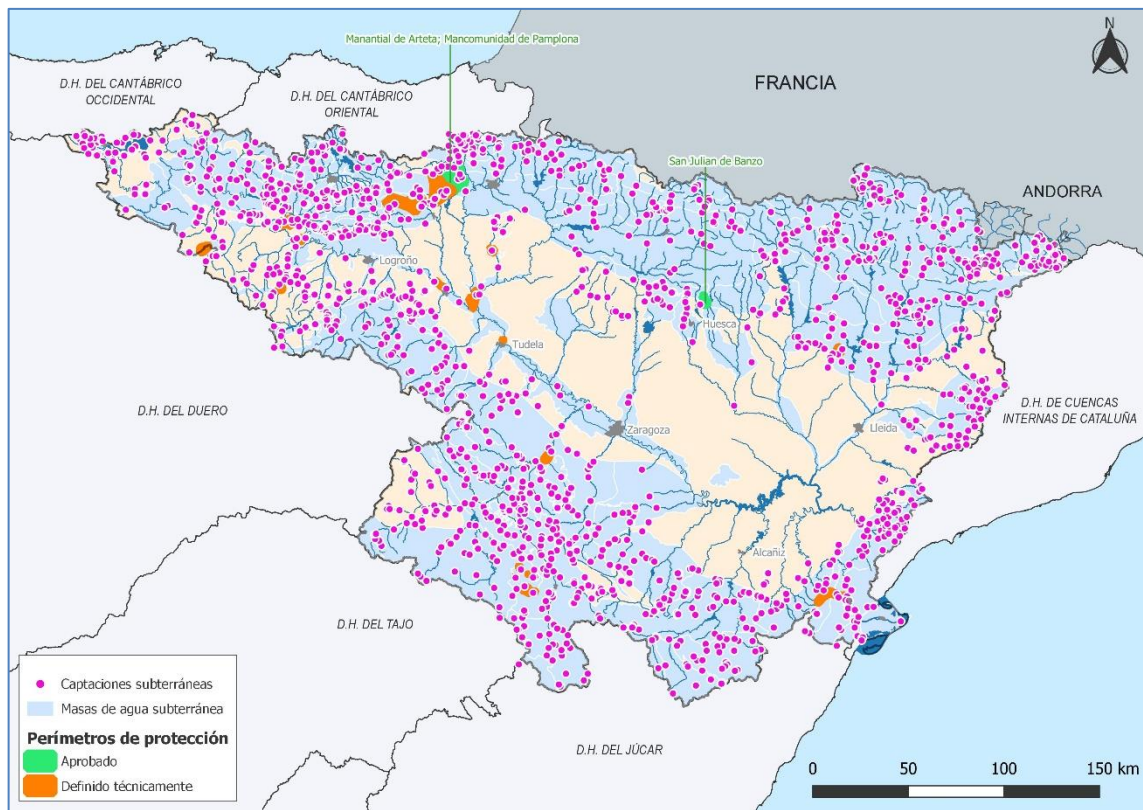 Manantial de Arteta; Mancomunidad de Pamplona
N
D.H. DEL CANTÁBRICO
OCCIDENTAL
D.H. DEL CANTÁBRICO
ORIENTAL
FRANCIA
San Julian de Banzo
ANDORRA
Logroño
Huesca
Tudela
D.H. DEL DUERO
D.H. DE CUENCAS
INTERNAS DE CATALUÑA
Zaragoza
Lleida
Alcañiz
D.H. DEL TAJO
D.H. DEL JÚCAR
Captaciones subterráneas
Masas de agua subterránea
Perímetros de protección
Aprobado
Definido técnicamente
0 50 100 150 km